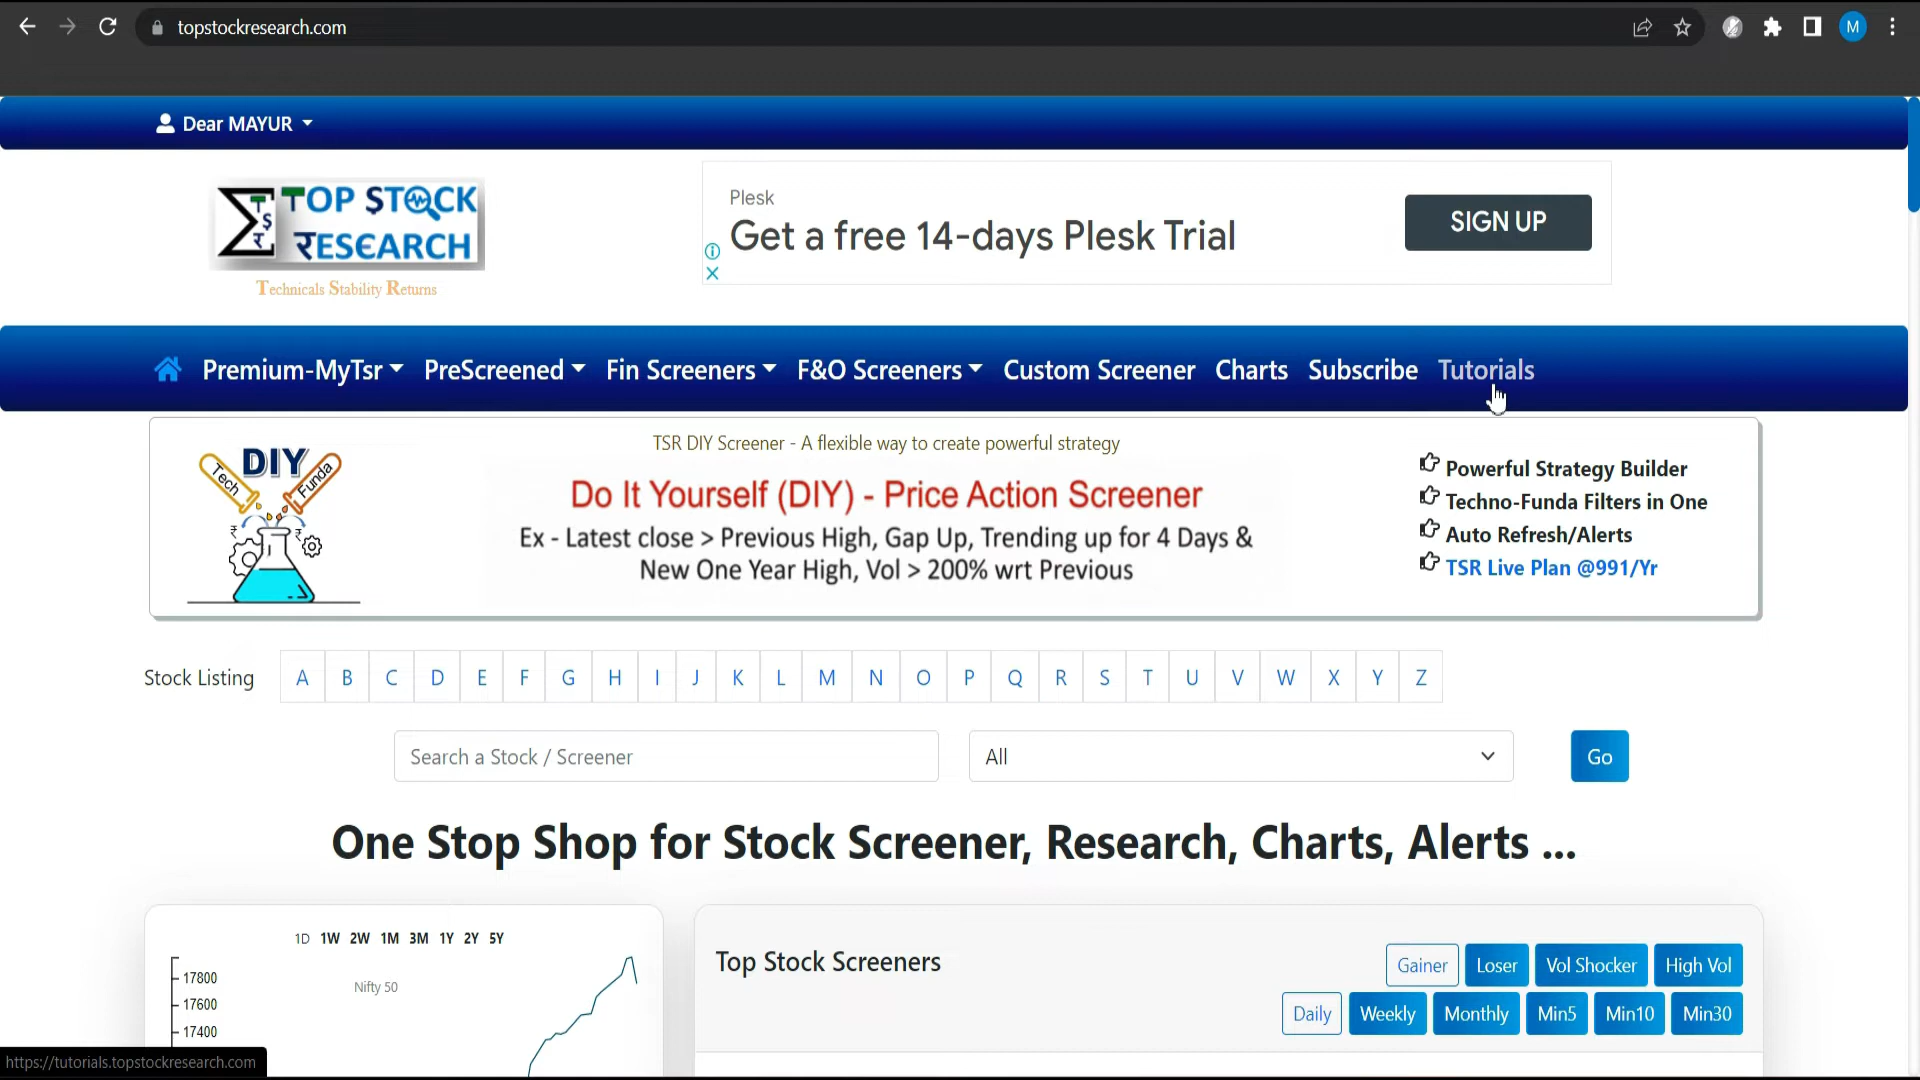 topstockresearch.com
M
Dear MAYUR
TOP STOCK
RESEARCH
Technicals Stability Returns
Plesk
Get a free 14-days Plesk Trial
SIGN UP
Premium-MyTsr PreScreened Fin Screeners F&O Screeners Custom Screener Charts Subscribe Tutorials
DIY
Tech
Funda
TSR DIY Screener - A flexible way to create powerful strategy
Do It Yourself (DIY) - Price Action Screener
Ex - Latest close > Previous High, Gap Up, Trending up for 4 Days &
New One Year High, Vol > 200% wrt Previous
Powerful Strategy Builder
Techno-Funda Filters in One
Auto Refresh/Alerts
TSR Live Plan @991/Yr
Stock Listing A B C D E F G H I J K L M N O P Q R S T U V W X Y Z
Search a Stock / Screener All Go
One Stop Shop for Stock Screener, Research, Charts, Alerts ...
1D 1W 2W 1M 3M 1Y 2Y 5Y
Nifty 50
17800
17600
17400
Top Stock Screeners
Gainer Loser Vol Shocker High Vol
Daily Weekly Monthly Min5 Min10 Min30
https://tutorials.topstockresearch.com